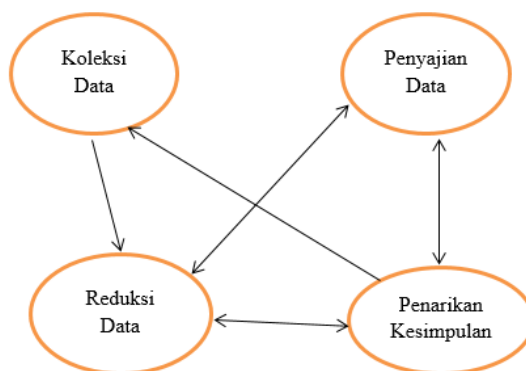 Koleksi
Data
Penyajian
Data
Reduksi
Data
Penarikan
Kesimpulan